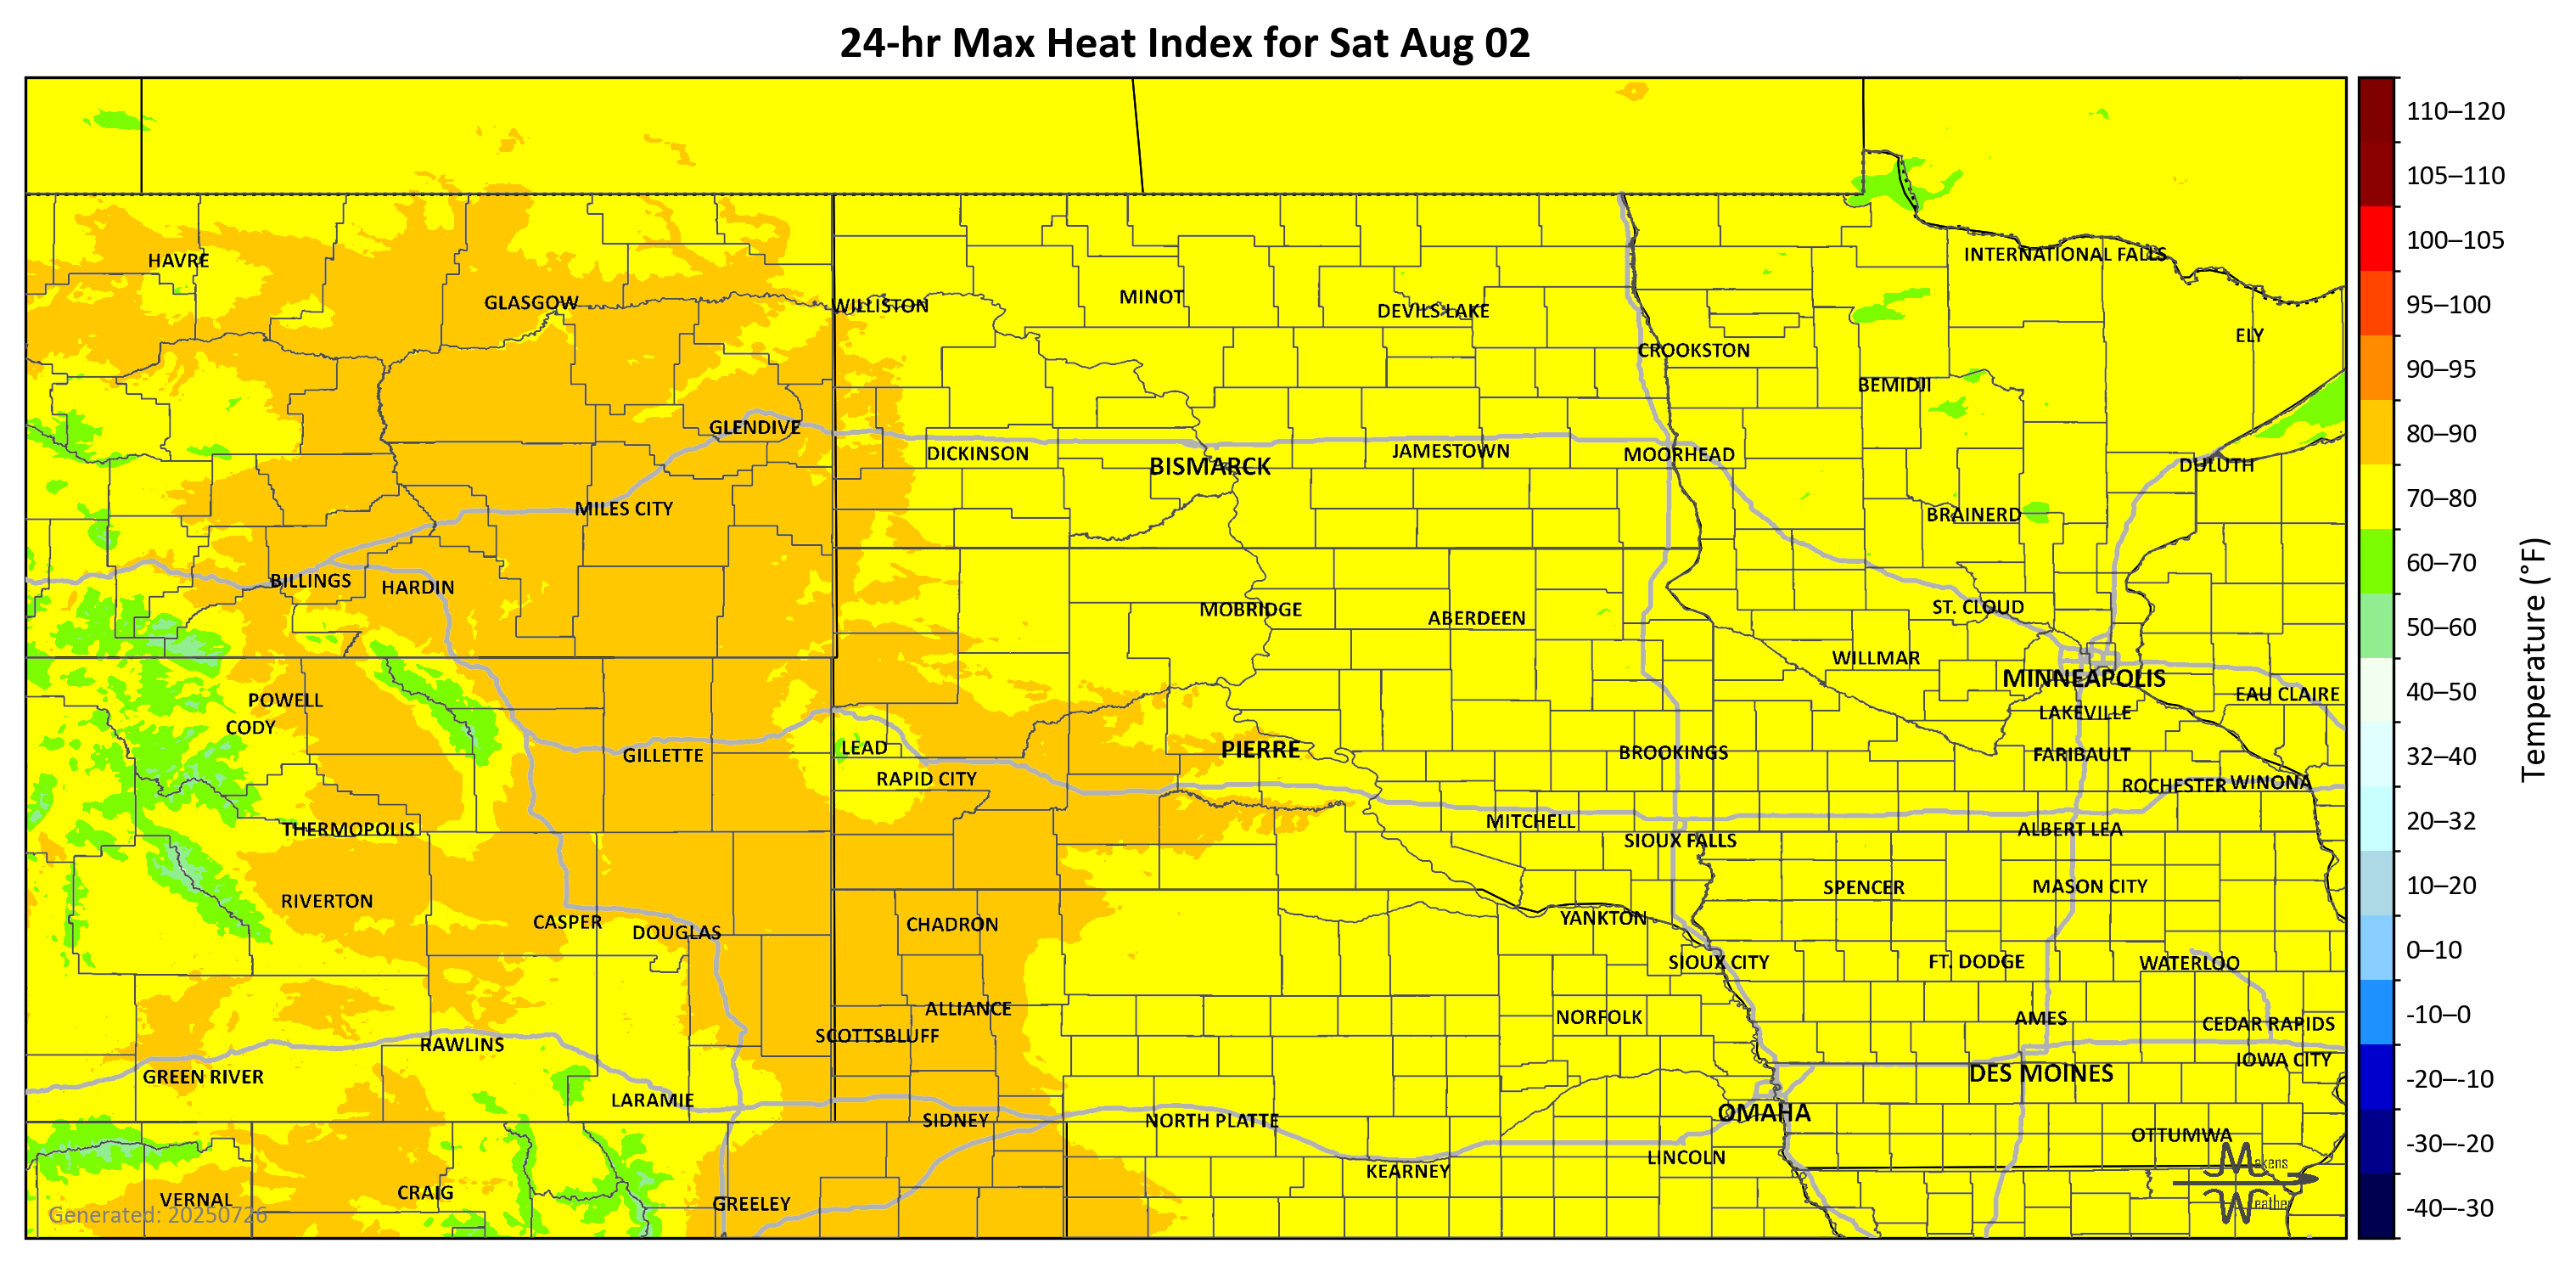 24-hr Max Heat Index for Sat Aug 02
HAVRE
GLASGOW
WILLISTON
MINOT
DEVILS LAKE
INTERNATIONAL FALLS
CROOKSTON
ELY
BEMIDJI
GLENDIVE
DICKINSON
BISMARCK
JAMESTOWN
MOORHEAD
DULUTH
MILES CITY
BRAINERD
BILLINGS
HARDIN
MOBRIDGE
ABERDEEN
ST. CLOUD
WILLMAR
MINNEAPOLIS
EAU CLAIRE
POWELL
CODY
LAKEVILLE
GILLETTE
LEAD
PIERRE
BROOKINGS
FARIBAULT
RAPID CITY
ROCHESTER
WINONA
THERMOPOLIS
MITCHELL
ALBERT LEA
SIOUX FALLS
RIVERTON
SPENCER
MASON CITY
CASPER
DOUGLAS
CHADRON
YANKTON
SIOUX CITY
FT. DODGE
WATERLOO
ALLIANCE
NORFOLK
AMES
CEDAR RAPIDS
SCOTTSBLUFF
RAWLINS
IOWA CITY
GREEN RIVER
DES MOINES
LARAMIE
OMAHA
SIDNEY
NORTH PLATTE
OTTUMWA
LINCOLN
KEARNEY
VERNAL
CRAIG
GREELEY
Generated: 20250726
Makens
Weather
110–120
105–110
100–105
95–100
90–95
80–90
70–80
60–70
50–60
40–50
32–40
20–32
10–20
0–10
-10–0
-20–-10
-30–-20
-40–-30
Temperature (°F)